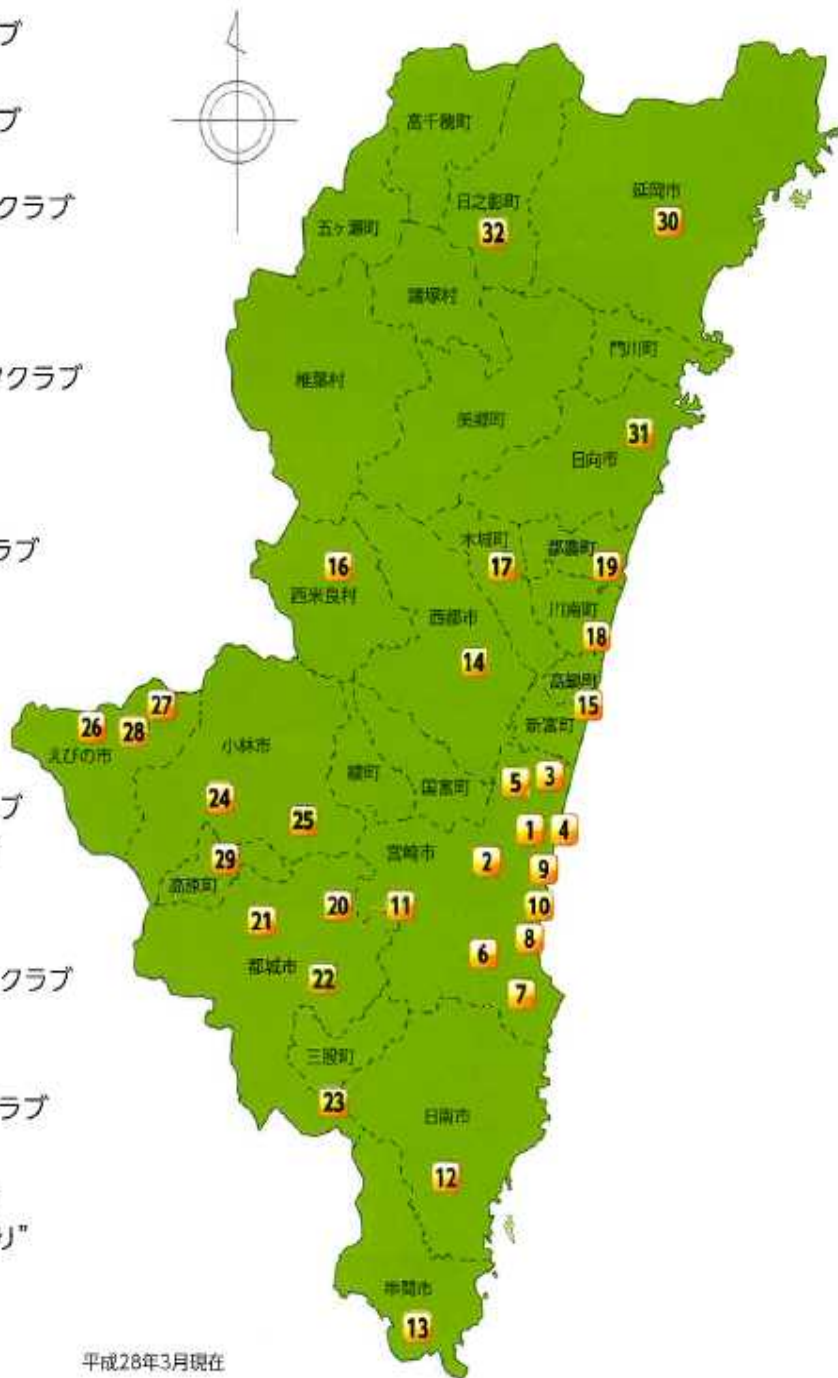 ブ
ブ
クラブ
クラブ
ラブ
ブ
クラブ
ラブ
り”
高千穂町
日之影町
32
延岡市
30
五ヶ瀬町
諸塚村
門川町
椎葉村
美郷町
31
日向市
木城町
17
都農町
19
16
西米良村
川南町
18
西都市
14
高鍋町
15
新富町
27
26
28
えびの市
小林市
綾町
国富町
5
3
24
25
1
4
宮崎市
2
9
29
高原町
20
11
10
21
8
都城市
6
22
7
三股町
23
日南市
12
串間市
13
平成28年3月現在